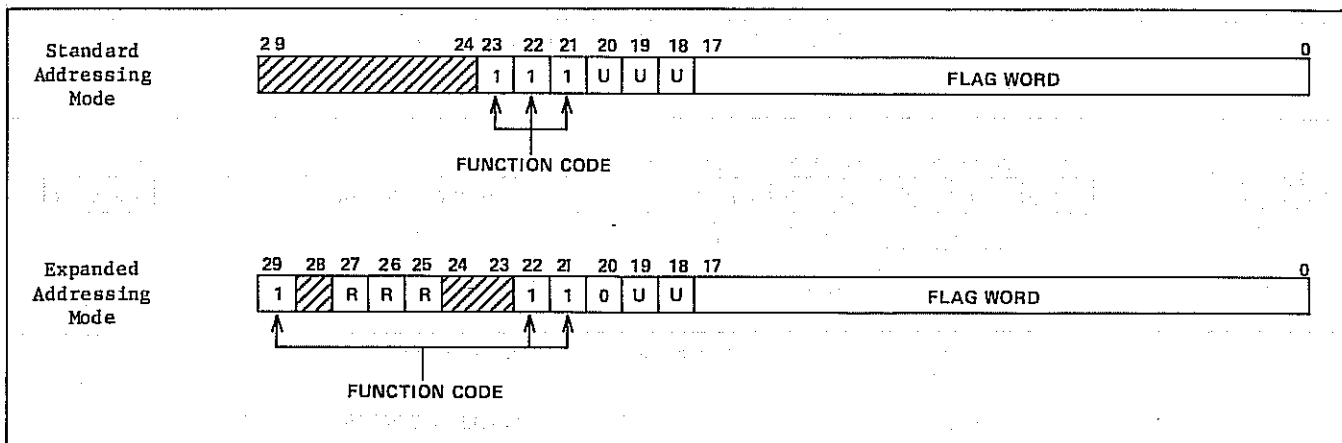 Standard
Addressing
Mode
29 24 23 22 21 20 19 18 17 0
1 1 1 U U U FLAG WORD
FUNCTION CODE
Expanded
Addressing
Mode
29 28 27 26 25 24 23 22 21 20 19 18 17 0
1 R R R 1 1 0 U U FLAG WORD
FUNCTION CODE